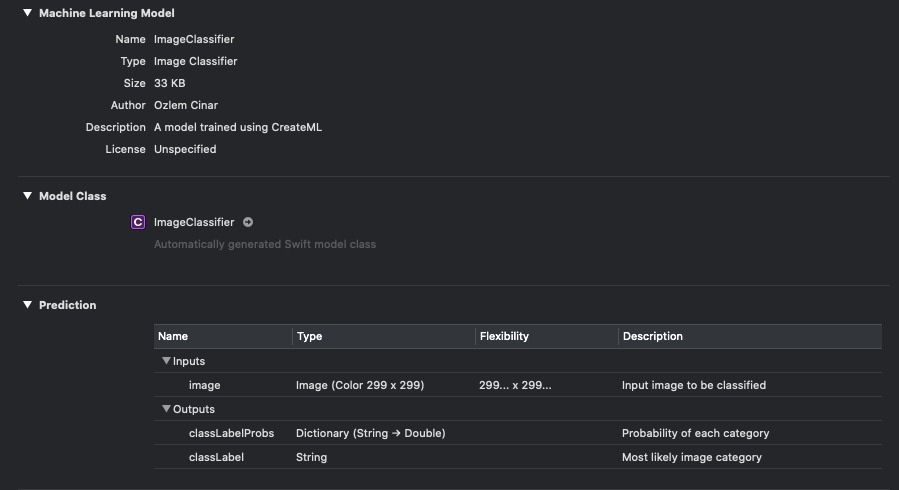 Machine Learning Model
Name ImageClassifier
Type Image Classifier
Size 33 KB
Author Ozlem Cinar
Description A model trained using CreateML
License Unspecified
Model Class
C ImageClassifier
Automatically generated Swift model class
Prediction
Name Type Flexibility Description
Inputs
image Image (Color 299 x 299) 299... x 299... Input image to be classified
Outputs
classLabelProbs Dictionary (String → Double) Probability of each category
classLabel String Most likely image category